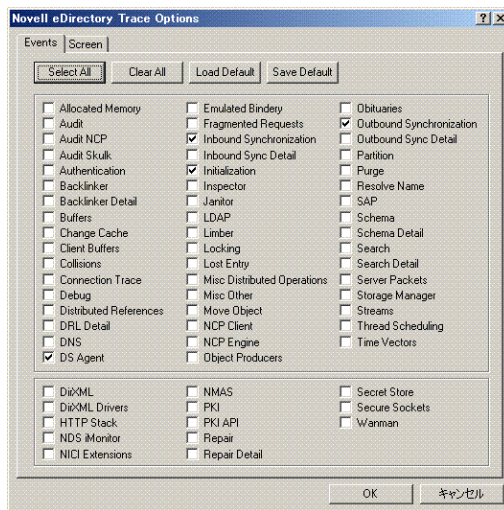 Novell eDirectory Trace Options
Events
Screen
Select All
Clear All
Load Default
Save Default
Allocated Memory
Audit
Audit NCP
Audit Skulk
Authentication
Backlinker
Backlinker Detail
Buffers
Change Cache
Client Buffers
Collisions
Connection Trace
Debug
Distributed References
DRL Detail
DNS
DS Agent
Emulated Bindery
Fragmented Requests
Inbound Synchronization
Inbound Sync Detail
Initialization
Inspector
Janitor
LDAP
Limber
Locking
Lost Entry
Misc Distributed Operations
Misc Other
Move Object
NCP Client
NCP Engine
Object Producers
Obituaries
Outbound Synchronization
Outbound Sync Detail
Partition
Purge
Resolve Name
SAP
Schema
Schema Detail
Search
Search Detail
Server Packets
Storage Manager
Streams
Thread Scheduling
Time Vectors
DirXML
DirXML Drivers
HTTP Stack
NDS iMonitor
NICI Extensions
NMAS
PKI
PKI API
Repair
Repair Detail
Secret Store
Secure Sockets
Wanman
OK
キャンセル